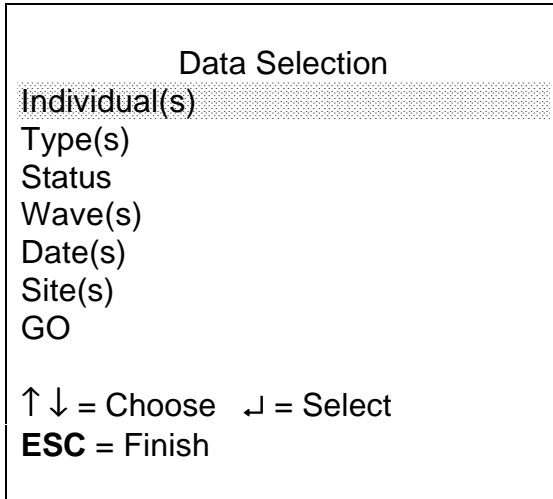 Data Selection
Individual(s)
Type(s)
Status
Wave(s)
Date(s)
Site(s)
GO
↑↓ = Choose ↵ = Select
ESC = Finish